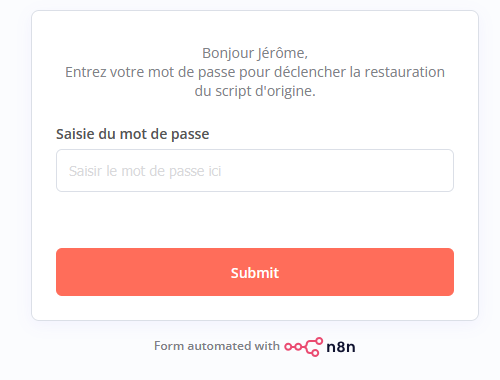 Bonjour Jérôme,
Entrez votre mot de passe pour déclencher la restauration
du script d'origine.
Saisie du mot de passe
Saisir le mot de passe ici
Submit
Form automated with n8n